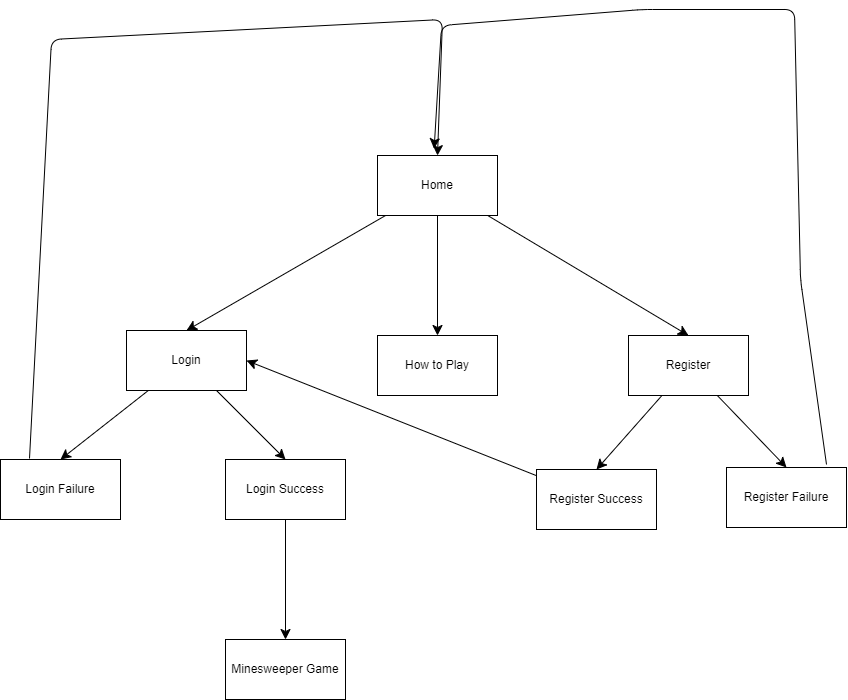 Home
Login
How to Play
Register
Login Failure
Login Success
Register Success
Register Failure
Minesweeper Game